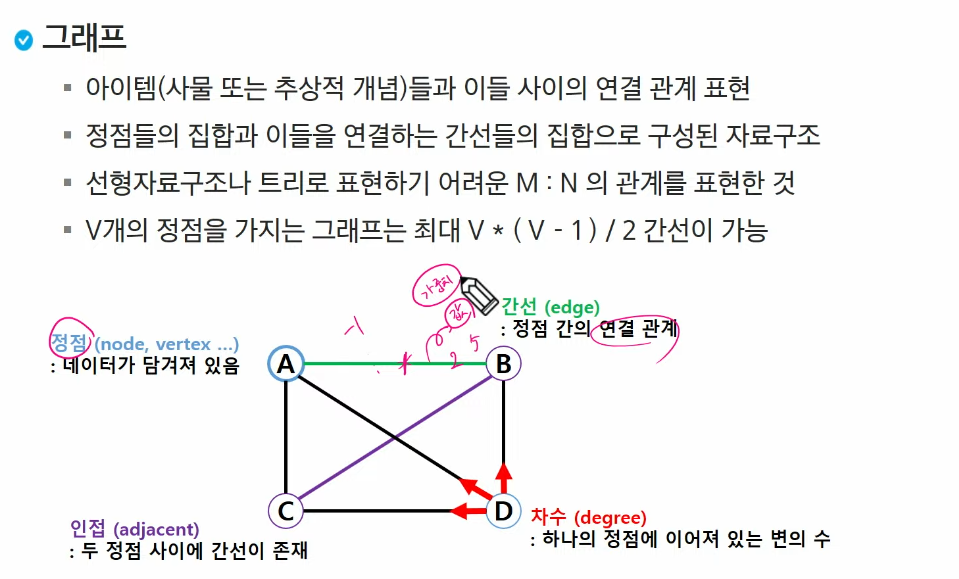 그래프
아이템(사물 또는 추상적 개념)들과 이들 사이의 연결 관계 표현
정점들의 집합과 이들을 연결하는 간선들의 집합으로 구성된 자료구조
선형자료구조나 트리로 표현하기 어려운 M : N 의 관계를 표현한 것
V개의 정점을 가지는 그래프는 최대 V * ( V - 1 ) / 2 간선이 가능
가중치
값
간선 (edge)
: 정점 간의 연결 관계
-1
정점 (node, vertex ...)
: 데이터가 담겨져 있음
0
2
5
A
B
C
D
인접 (adjacent)
: 두 정점 사이에 간선이 존재
차수 (degree)
: 하나의 정점에 이어져 있는 변의 수